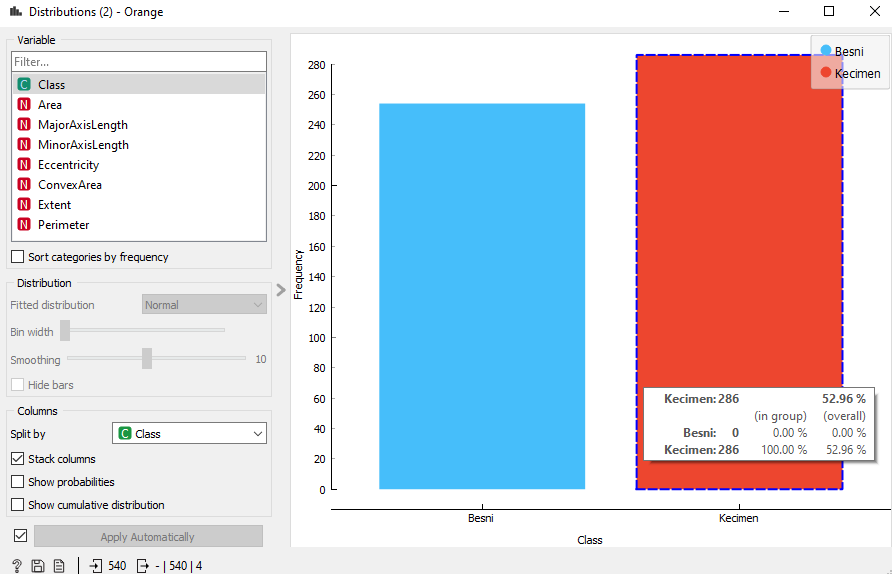 Distributions (2) - Orange
Variable
Filter...
C Class
N Area
N MajorAxisLength
N MinorAxisLength
N Eccentricity
N ConvexArea
N Extent
N Perimeter
Sort categories by frequency
Distribution
Fitted distribution Normal
Bin width
Smoothing 10
Hide bars
Columns
Split by C Class
Stack columns
Show probabilities
Show cumulative distribution
Apply Automatically
? 540 - | 540 | 4
Besni
Kecimen
280
260
240
220
200
180
160
140
120
100
80
60
40
20
0
Frequency
Kecimen: 286 52.96 %
(in group) (overall)
Besni: 0 0.00 % 0.00 %
Kecimen: 286 100.00 % 52.96 %
Besni Kecimen
Class